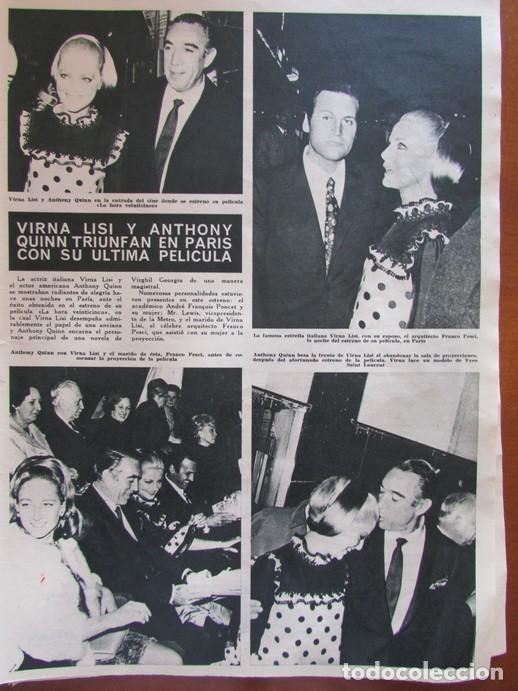 Virna Lisi y Anthony Quinn en la entrada del cine donde se estrenó su película
«La hora veinticinco»
VIRNA LISI Y ANTHONY
QUINN TRIUNFAN EN PARIS
CON SU ULTIMA PELICULA
La actriz italiana Virna Lisi y
el actor americano Anthony Quinn
se mostraban radiantes de alegría ha-
ce unas noches en París, ante el
éxito obtenido en el estreno de su
película «La hora veinticinco», en
la cual Virna Lisi desempeña admi-
rablemente el papel de una anciana
y Anthony Quinn encarna el perso-
naje principal de una novela de
Virghil Georgiu de una manera
magistral.
Numerosas personalidades estuvie-
ron presentes en este estreno: el
académico André François Poncet y
su mujer; Mr. Lewis, vicepresiden-
te de la Metro, y el marido de Virna
Lisi, el célebre arquitecto Franco
Pesci, que asistió con su mujer a la
proyección.
La famosa estrella italiana Virna Lisi, con su esposo, el arquitecto Franco Pesci,
la noche del estreno de su película, en París
Anthony Quinn con Virna Lisi y el marido de ésta, Franco Pesci, antes de co-
menzar la proyección de la película
Anthony Quinn besa la frente de Virna Lisi al abandonar la sala de proyecciones,
después del afortunado estreno de la película. Virna luce un modelo de Yves
Saint Laurent
todocoleccion.net